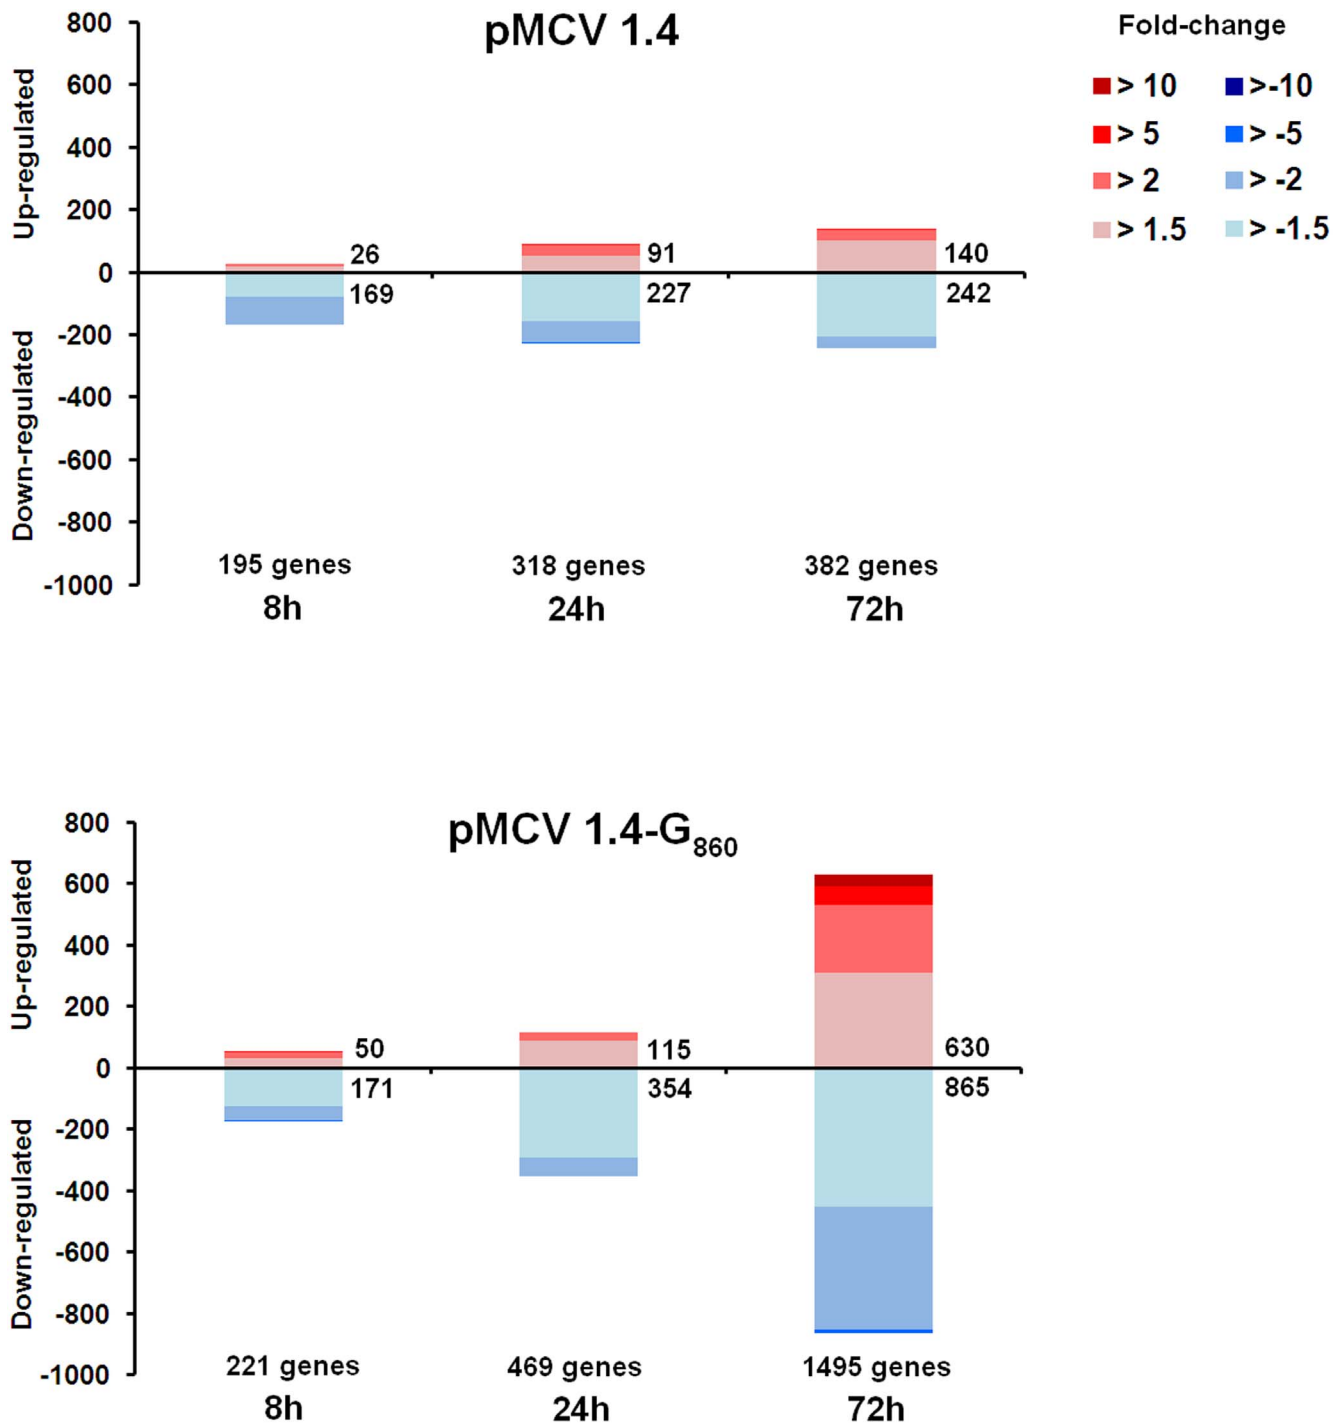 pMCV 1.4
Fold-change
> 10 >-10
> 5 > -5
> 2 > -2
> 1.5 > -1.5
Up-regulated
Down-regulated
800
600
400
200
0
-200
-400
-600
-800
-1000
26
169
91
227
140
242
195 genes 318 genes 382 genes
8h 24h 72h
pMCV 1.4-G860
Up-regulated
Down-regulated
800
600
400
200
0
-200
-400
-600
-800
-1000
50
171
115
354
630
865
221 genes 469 genes 1495 genes
8h 24h 72h